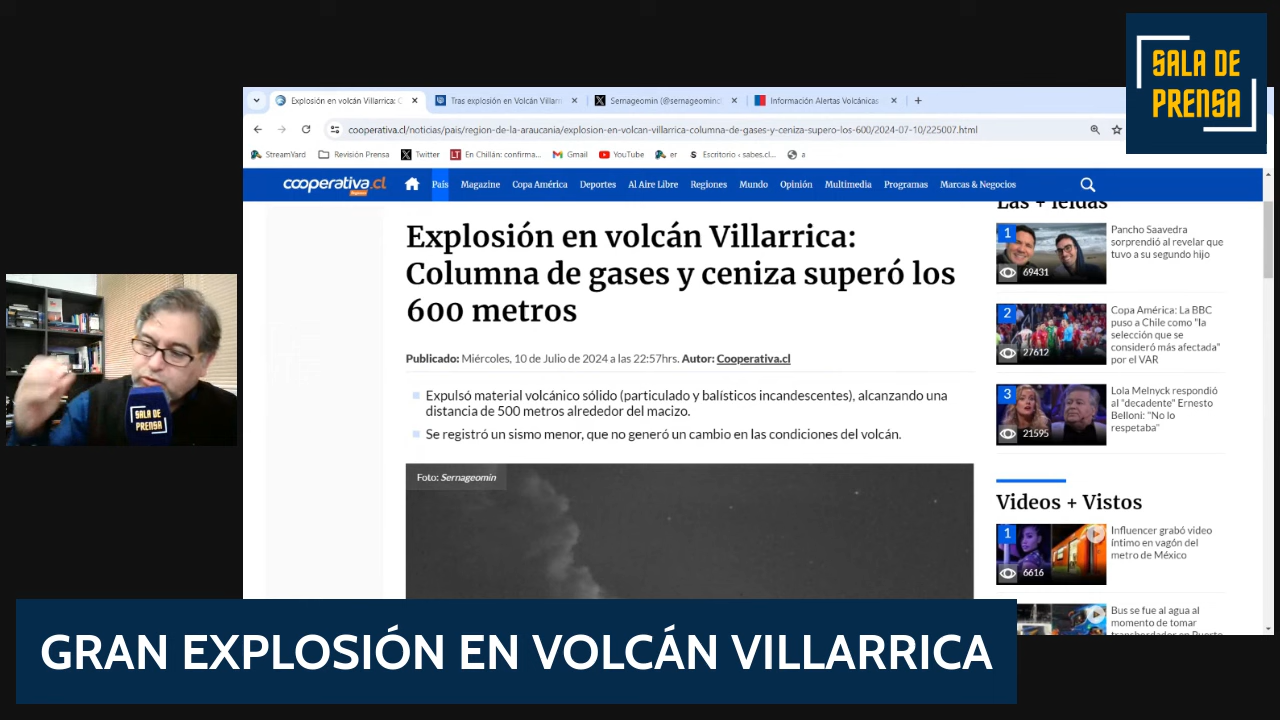 SALA DE
PRENSA
Explosión en volcán Villarrica: C
Tras explosión en Volcán Villarri
Sernageomin (@sernageominc
Información Alertas Volcánicas
cooperativa.cl/noticias/pais/region-de-la-araucania/explosion-en-volcan-villarrica-columna-de-gases-y-ceniza-supero-los-600/2024-07-10/225007.html
StreamYard
Revisión Prensa
Twitter
LT En Chillán: confirma...
Gmail
YouTube
er
S Escritorio ‹ sabes.cl...
a
cooperativa.cl
País
Magazine
Copa América
Deportes
Al Aire Libre
Regiones
Mundo
Opinión
Multimedia
Programas
Marcas & Negocios
Explosión en volcán Villarrica:
Columna de gases y ceniza superó los
600 metros
Publicado: Miércoles, 10 de Julio de 2024 a las 22:57hrs. Autor: Cooperativa.cl
Expulsó material volcánico sólido (particulado y balísticos incandescentes), alcanzando una
distancia de 500 metros alrededor del macizo.
Se registró un sismo menor, que no generó un cambio en las condiciones del volcán.
Foto: Sernageomin
Las + leídas
1
69431
Pancho Saavedra
sorprendió al revelar que
tuvo a su segundo hijo
2
27612
Copa América: La BBC
puso a Chile como "la
selección que se
consideró más afectada"
por el VAR
3
21595
Lola Melnyck respondió
al "decadente" Ernesto
Belloni: "No lo
respetaba"
Videos + Vistos
1
6616
Influencer grabó video
íntimo en vagón del
metro de México
Bus se fue al agua al
momento de tomar
transbordador en Puerto
SALA DE
PRENSA
GRAN EXPLOSIÓN EN VOLCÁN VILLARRICA